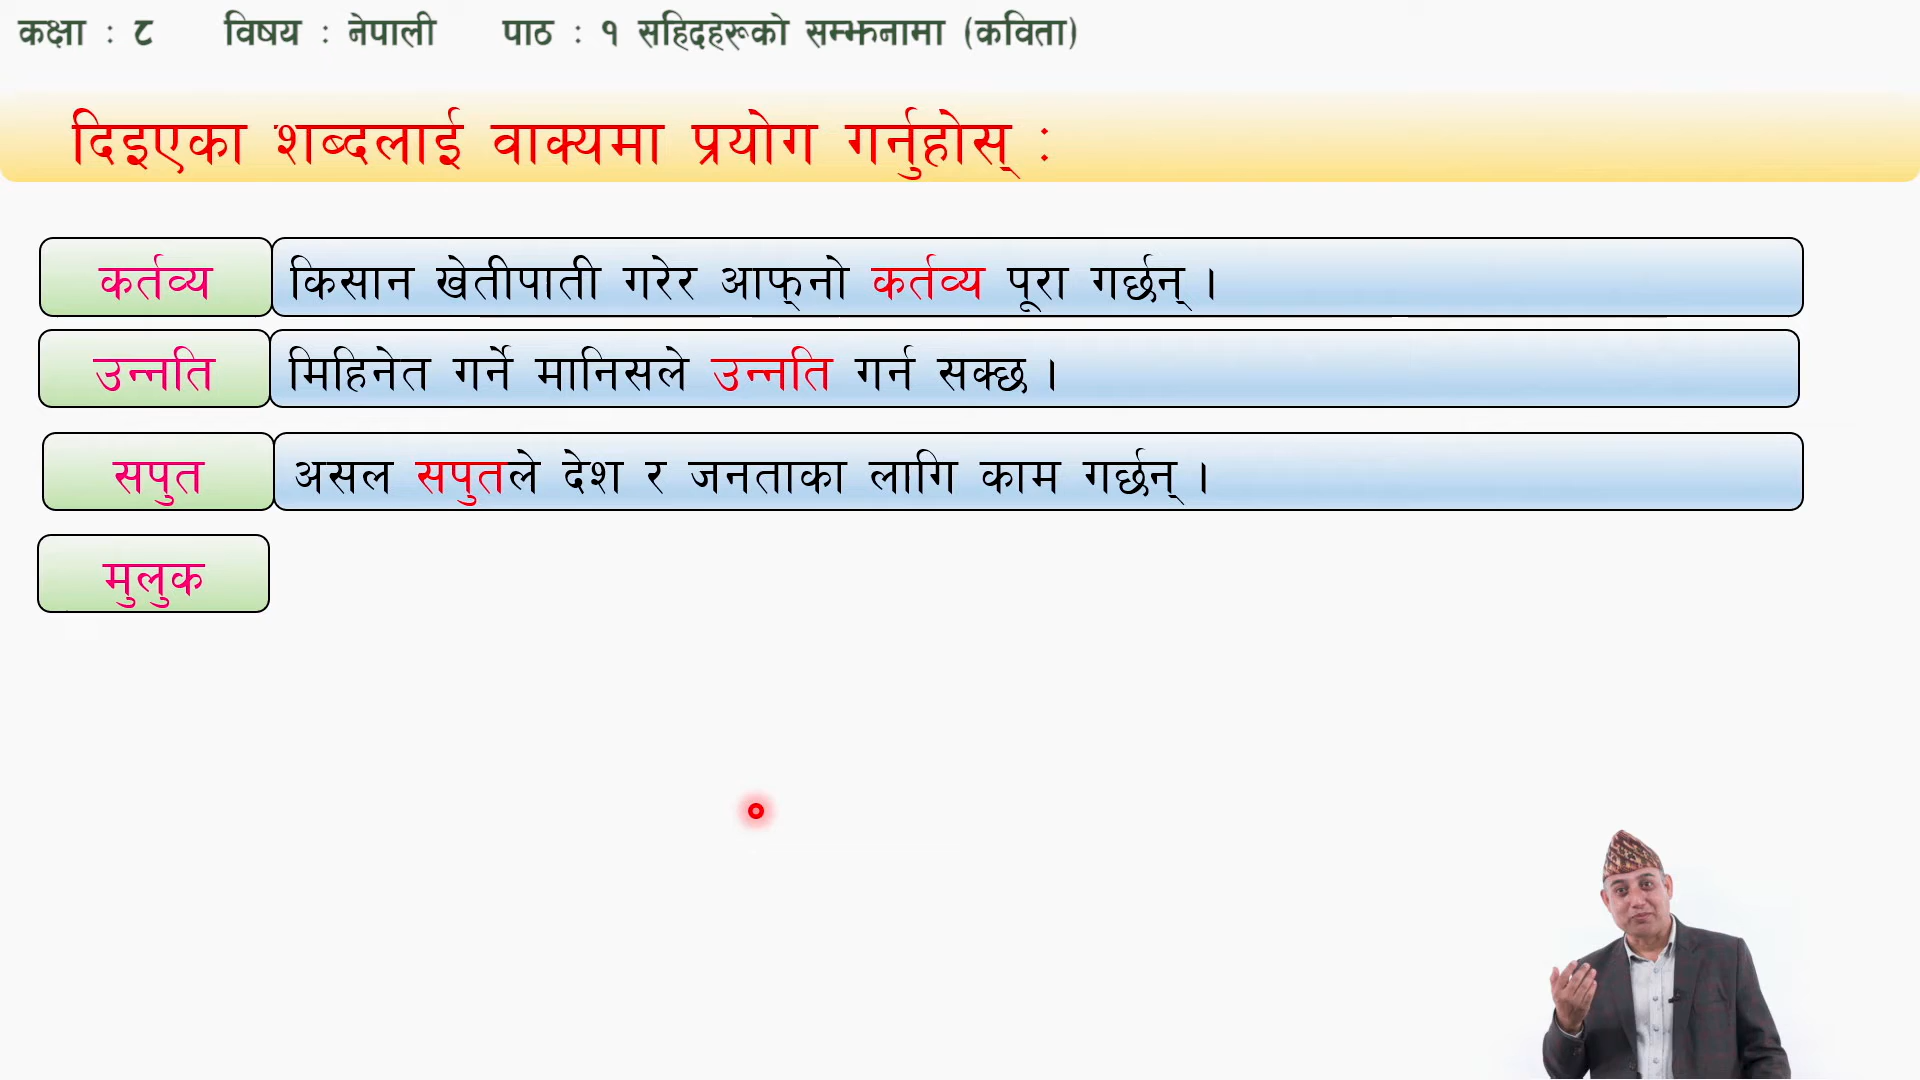 कक्षा : ८ विषय : नेपाली पाठ : १ सहिदहरूको सम्झनामा (कविता)
दिइएका शब्दलाई वाक्यमा प्रयोग गर्नुहोस् :
कर्तव्य किसान खेतीपाती गरेर आफ्‌नो कर्तव्य पूरा गर्छन् ।
उन्नति मिहिनेत गर्ने मानिसले उन्नति गर्न सक्छ ।
सपुत असल सपुतले देश र जनताका लागि काम गर्छन् ।
मुलुक